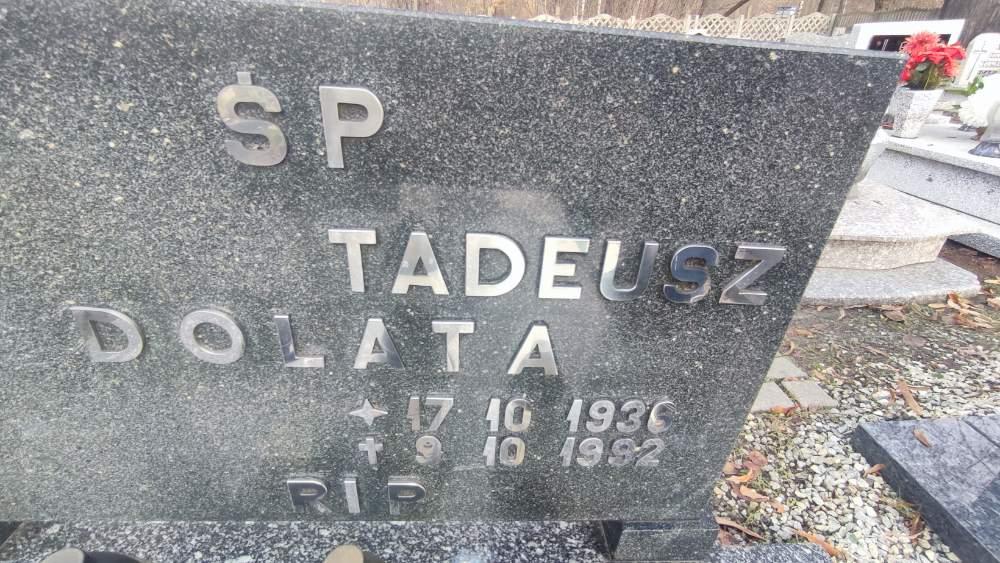 ŚP
TADEUSZ
DOLATA
17 10 1936
9 10 1992
RIP